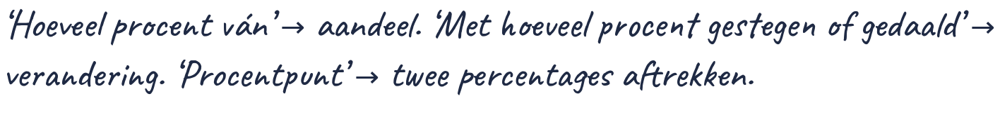 ‘Hoeveel procent ván’→ aandeel. ‘Met hoeveel procent gestegen of gedaald’→
verandering. ‘Procentpunt’→ twee percentages aftrekken.